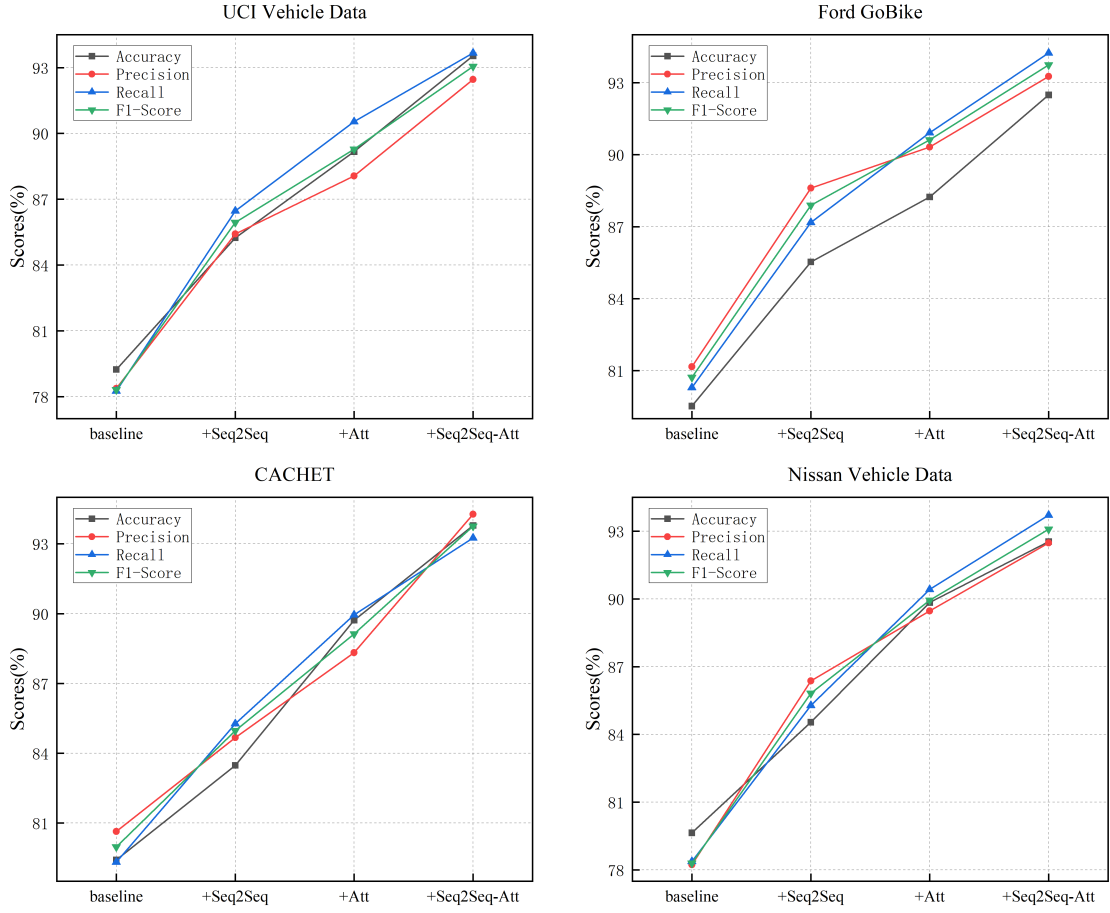 UCI Vehicle Data
Accuracy
Precision
Recall
F1-Score
Scores(%)
93
90
87
84
81
78
baseline
+Seq2Seq
+Att
+Seq2Seq-Att
Ford GoBike
Accuracy
Precision
Recall
F1-Score
Scores(%)
93
90
87
84
81
baseline
+Seq2Seq
+Att
+Seq2Seq-Att
CACHET
Accuracy
Precision
Recall
F1-Score
Scores(%)
93
90
87
84
81
baseline
+Seq2Seq
+Att
+Seq2Seq-Att
Nissan Vehicle Data
Accuracy
Precision
Recall
F1-Score
Scores(%)
93
90
87
84
81
78
baseline
+Seq2Seq
+Att
+Seq2Seq-Att